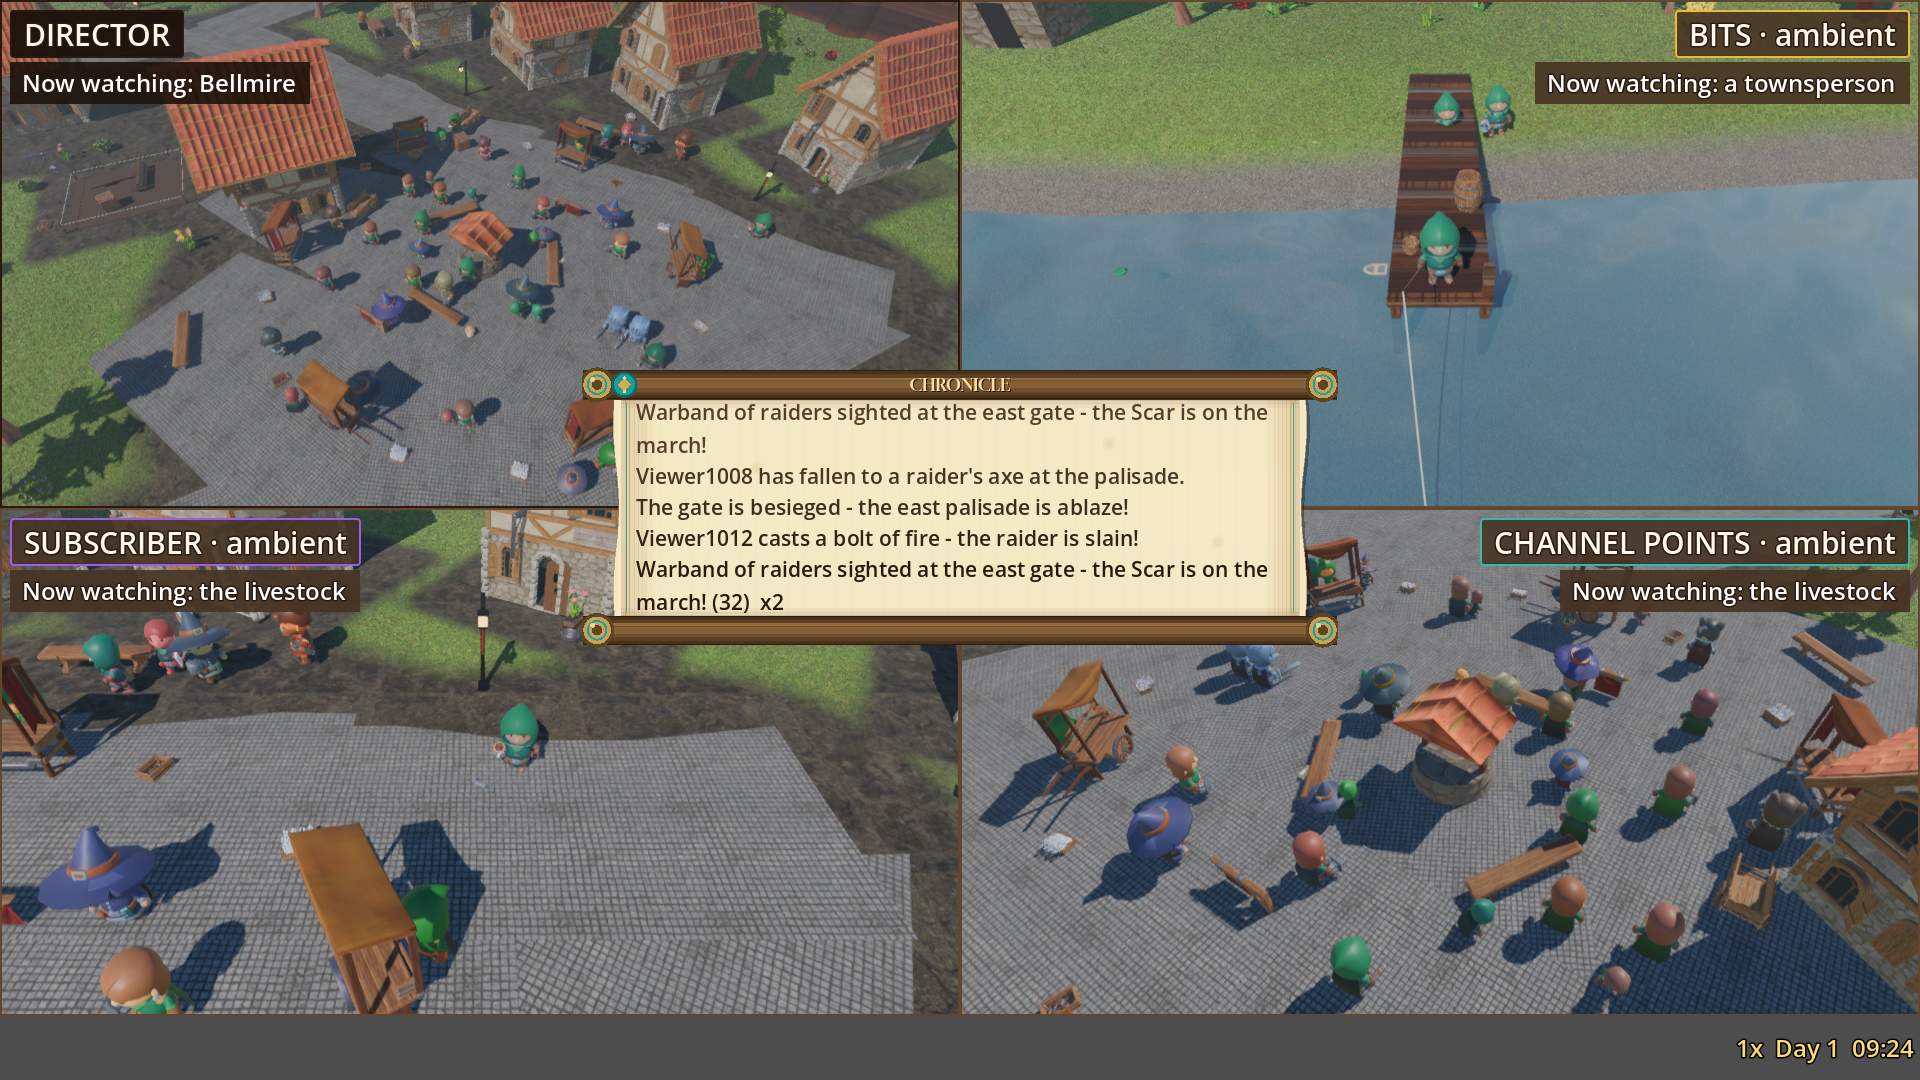 DIRECTOR
Now watching: Bellmire
BITS · ambient
Now watching: a townsperson
CHRONICLE
Warband of raiders sighted at the east gate - the Scar is on the
march!
Viewer1008 has fallen to a raider's axe at the palisade.
The gate is besieged - the east palisade is ablaze!
Viewer1012 casts a bolt of fire - the raider is slain!
Warband of raiders sighted at the east gate - the Scar is on the
march! (32) x2
SUBSCRIBER · ambient
Now watching: the livestock
CHANNEL POINTS · ambient
Now watching: the livestock
1x Day 1 09:24